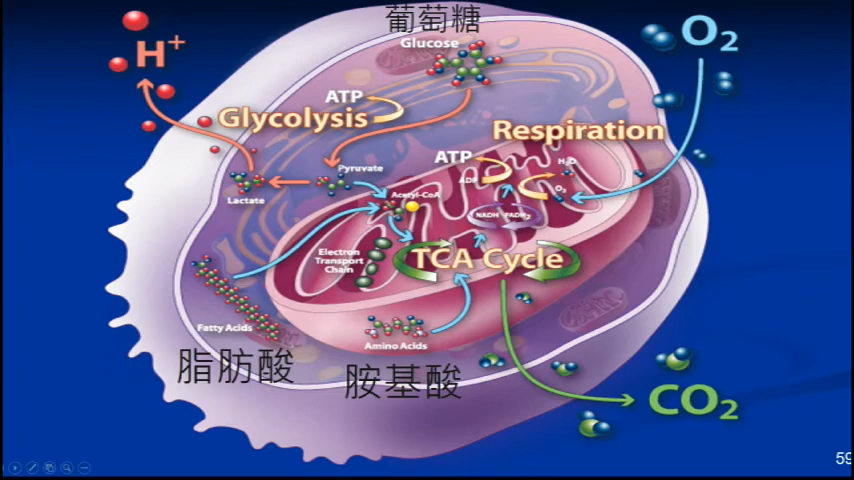 葡萄糖
Glucose
H+
O2
ATP
Glycolysis
Respiration
ATP
ADP
H2O
O2
Pyruvate
Lactate
Acetyl-CoA
NADH FADH2
Electron
Transport
Chain
TCA Cycle
Fatty Acids
脂肪酸
Amino Acids
胺基酸
CO2
59